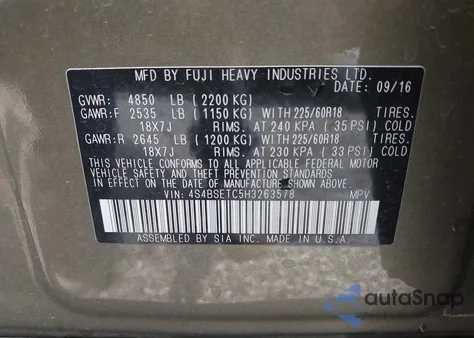 MFD BY FUJI HEAVY INDUSTRIES LTD.
DATE: 09/16
GVWR: 4850 LB (2200 KG)
GAWR: F 2535 LB (1150 KG) WITH 225/60R18 TIRES.
18X7J RIMS. AT 240 KPA (35 PSI) COLD
GAWR: R 2645 LB (1200 KG) WITH 225/60R18 TIRES.
18X7J RIMS. AT 230 KPA (33 PSI) COLD
THIS VEHICLE CONFORMS TO ALL APPLICABLE FEDERAL MOTOR
VEHICLE SAFETY AND THEFT PREVENTION STANDARDS IN
EFFECT ON THE DATE OF MANUFACTURE SHOWN ABOVE.
VIN: 4S4BSETC5H3263578 MPV
ASSEMBLED BY SIA INC. MADE IN U.S.A.
autoSnap